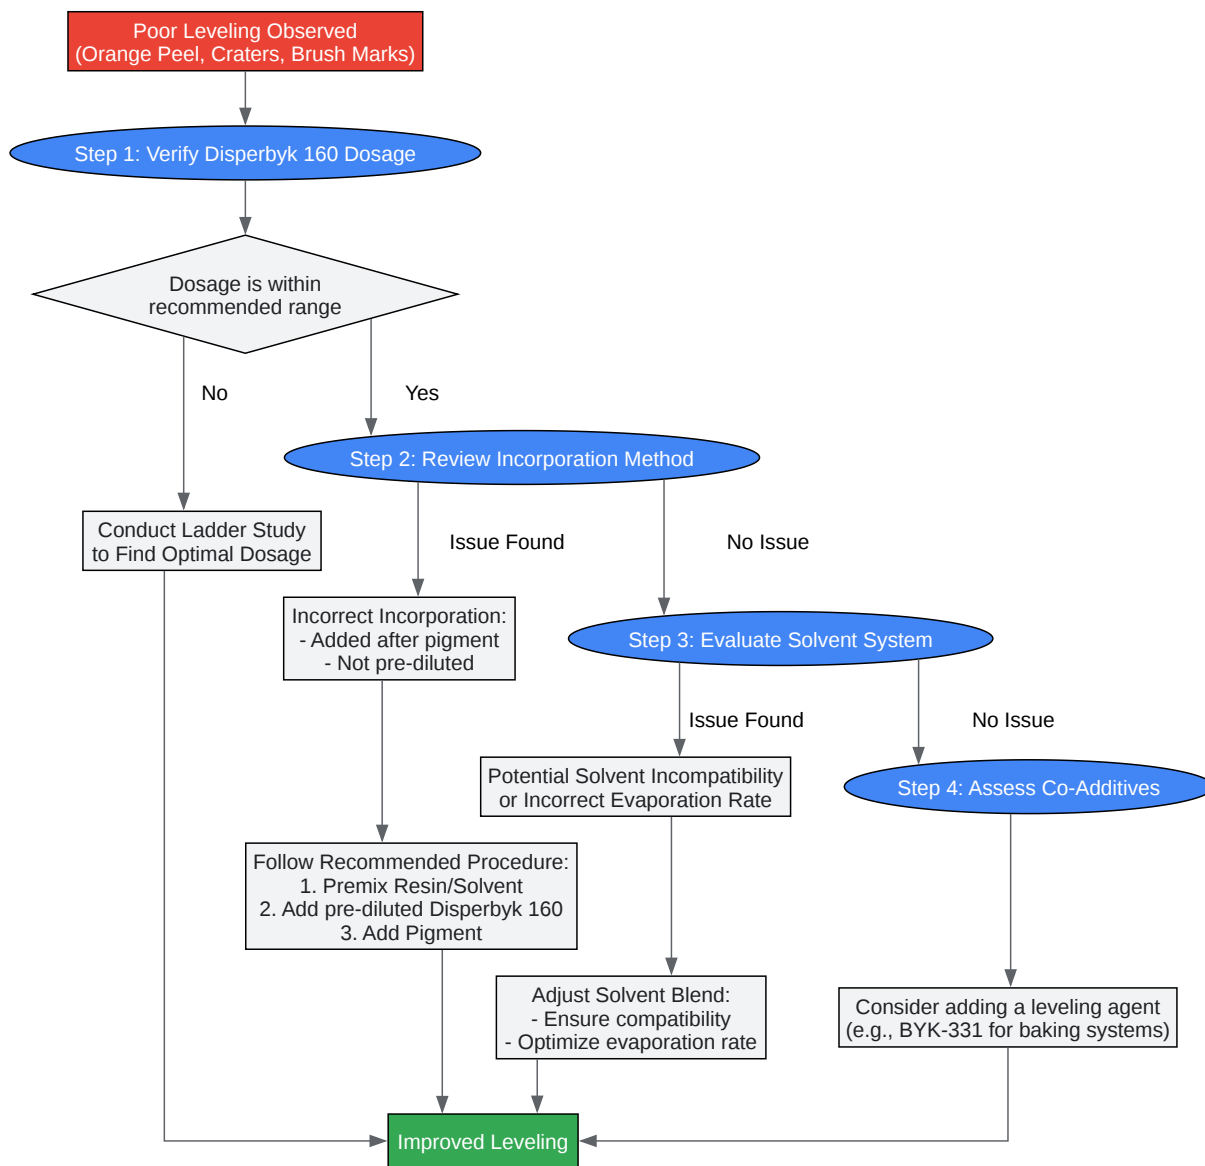 Poor Leveling Observed
(Orange Peel, Craters, Brush Marks)
Step 1: Verify Disperbyk 160 Dosage
Dosage is within
recommended range
No
Yes
Step 2: Review Incorporation Method
Conduct Ladder Study
to Find Optimal Dosage
Issue Found
No Issue
Incorrect Incorporation:
- Added after pigment
- Not pre-diluted
Step 3: Evaluate Solvent System
Issue Found
No Issue
Potential Solvent Incompatibility
or Incorrect Evaporation Rate
Step 4: Assess Co-Additives
Follow Recommended Procedure:
1. Premix Resin/Solvent
2. Add pre-diluted Disperbyk 160
3. Add Pigment
Adjust Solvent Blend:
- Ensure compatibility
- Optimize evaporation rate
Consider adding a leveling agent
(e.g., BYK-331 for baking systems)
Improved Leveling